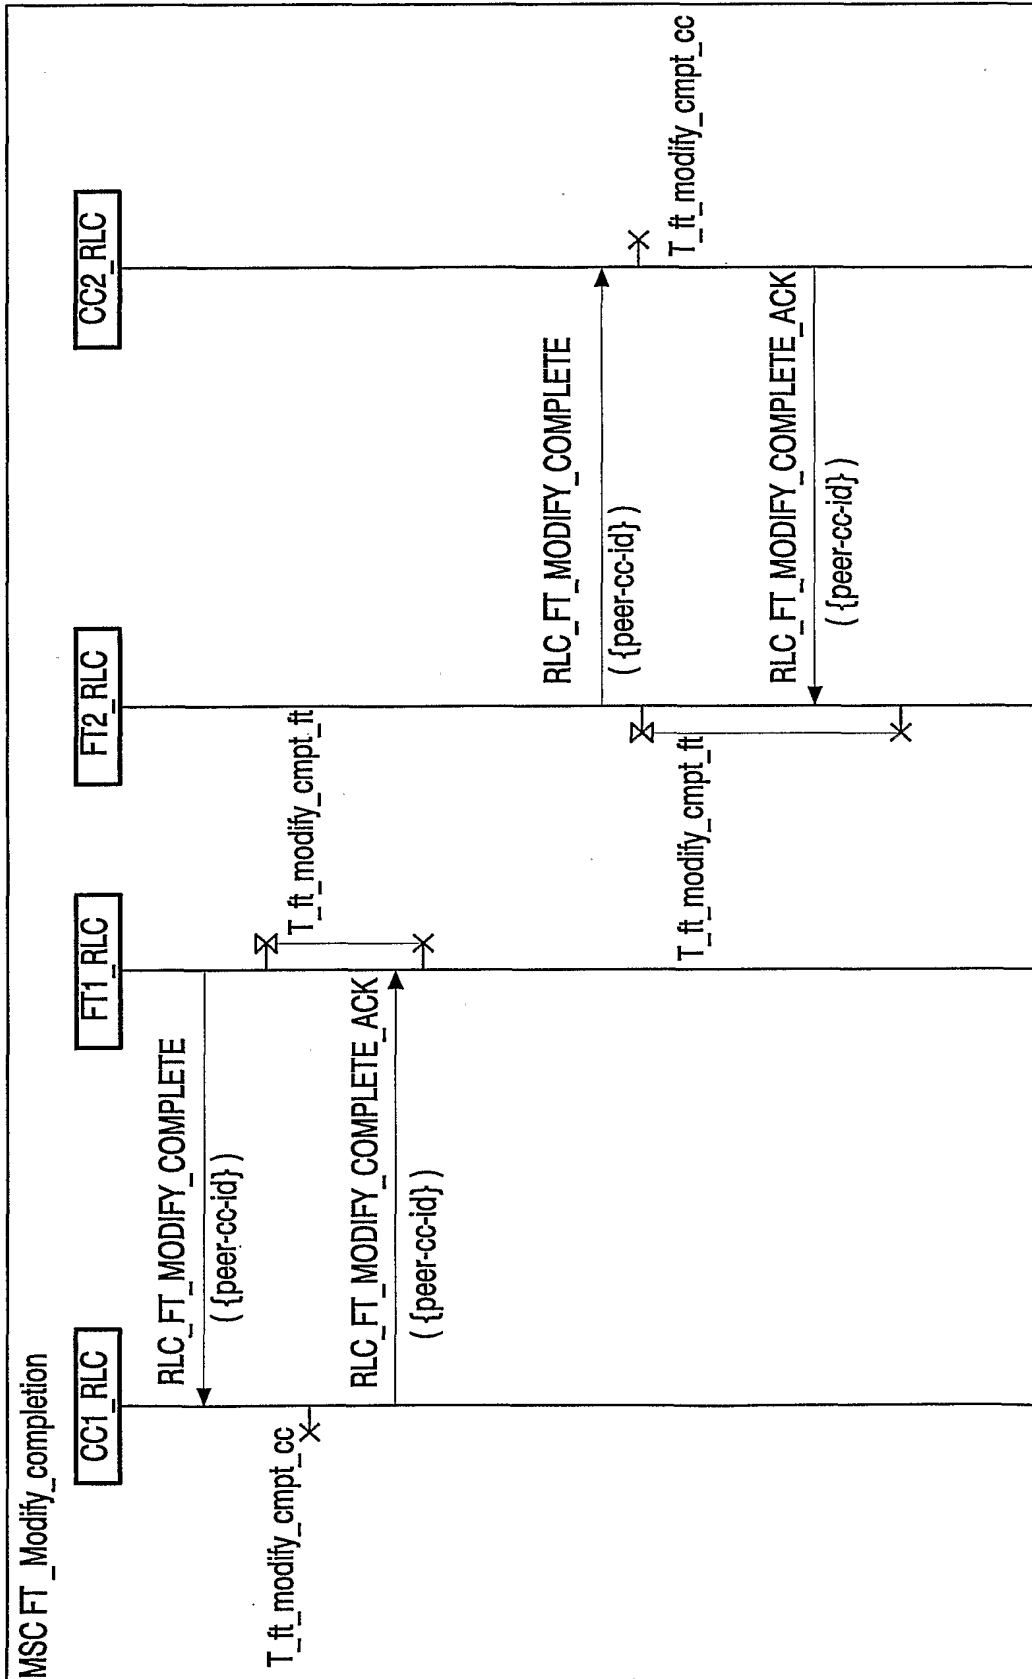 MSC FT_Modify_completion
CC1_RLC
FT1_RLC
FT2_RLC
CC2_RLC
RLC_FT_MODIFY_COMPLETE
( {peer-cc-id} )
T_ft_modify_cmpt_ft
T_ft_modify_cmpt_cc
RLC_FT_MODIFY_COMPLETE_ACK
( {peer-cc-id} )
RLC_FT_MODIFY_COMPLETE
( {peer-cc-id} )
T_ft_modify_cmpt_cc
T_ft_modify_cmpt_ft
RLC_FT_MODIFY_COMPLETE_ACK
( {peer-cc-id} )